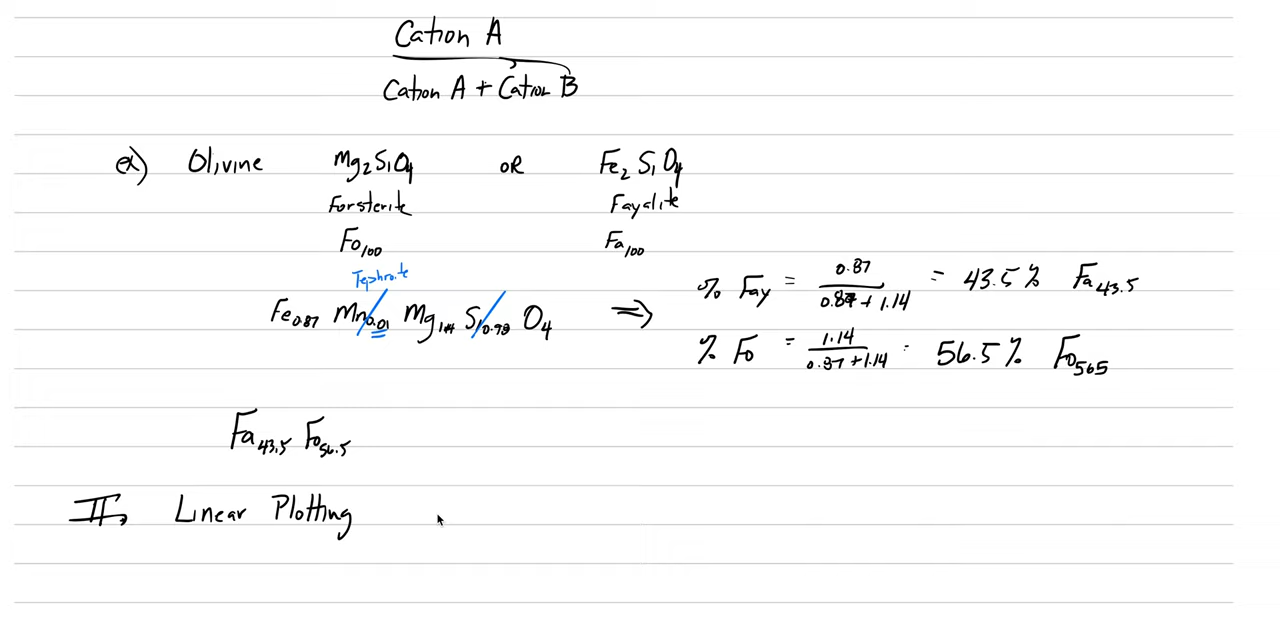 Cation A
Cation A + Cation B
ex) Olivine Mg₂SiO₄ OR Fe₂SiO₄
Forsterite Fayalite
Fo₁₀₀ Fa₁₀₀
Tephroite
Fe₀.₈₇ Mn₀.₀₁ Mg₁.₁₄ Si₀.₉₈ O₄ ⇒
% Fay = 0.87 / 0.87 + 1.14 = 43.5 % Fa₄₃.₅
% Fo = 1.14 / 0.87 + 1.14 = 56.5 % Fo₅₆₅
Fa₄₃.₅ Fo₅₆.₅
II. Linear Plotting